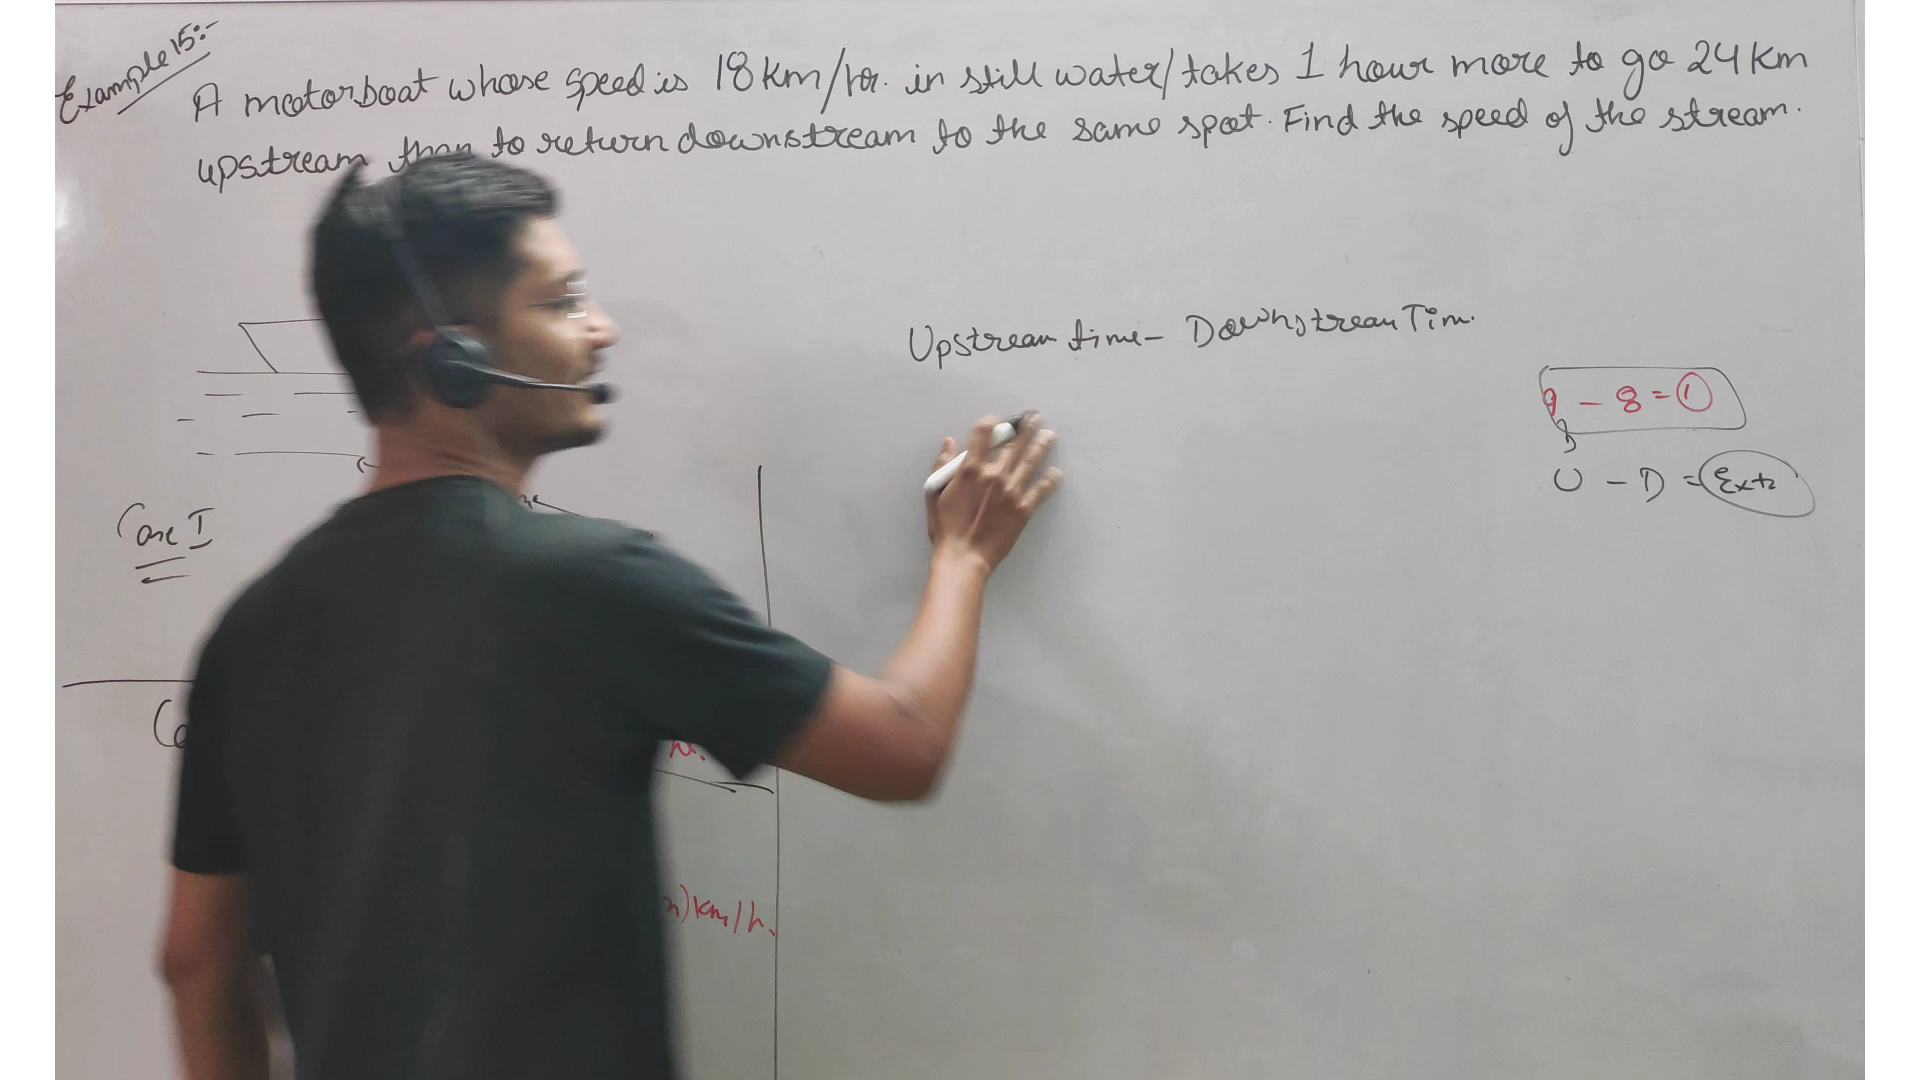 Example 15:-
A motorboat whose speed is 18 km/hr. in still water/takes 1 hour more to go 24 km
upstream than to return downstream to the same spot. Find the speed of the stream.
Upstream time - Downstream Tim.
9 - 8 = 1
U - D = Ext
Case I
km/h.